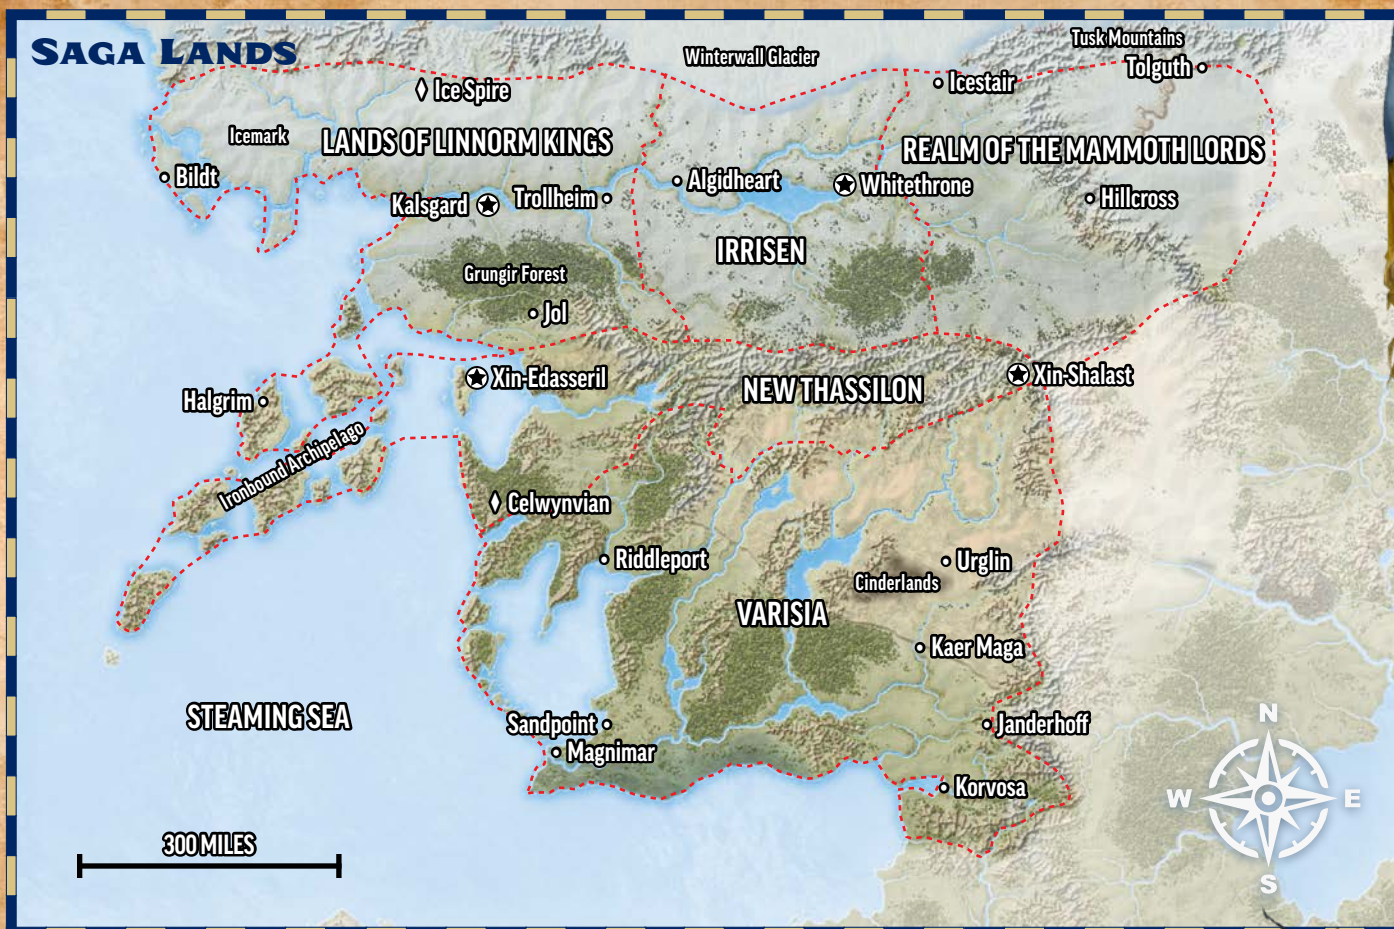 SAGA LANDS
Winterwall Glacier
Tusk Mountains
Tolguth
Icestair
Ice Spire
Icemark
LANDS OF LINNORM KINGS
REALM OF THE MAMMOTH LORDS
Bildt
Algidheart
Whitethrone
Kalsgard
Trollheim
Hillcross
IRRISEN
Grungir Forest
Jol
Xin-Edasseril
NEW THASSILON
Xin-Shalast
Halgrim
Ironbound Archipelago
Celwynvian
Riddleport
Urglin
Cinderlands
VARISIA
Kaer Maga
STEAMING SEA
Sandpoint
Janderhoff
Magnimar
Korvosa
N
W
E
S
300 MILES